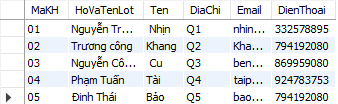 MaKH HoVaTenLot Ten DiaChi Email DienThoai
01 Nguyễn Tr... Nhịn Q1 nhin... 332578895
02 Trương công Khang Q2 Kha... 794192080
03 Nguyễn Cô... Cu Q3 ben... 869959080
04 Phạm Tuấn Tài Q4 taip... 924783753
05 Đinh Thái Bảo Q5 bao... 794192080